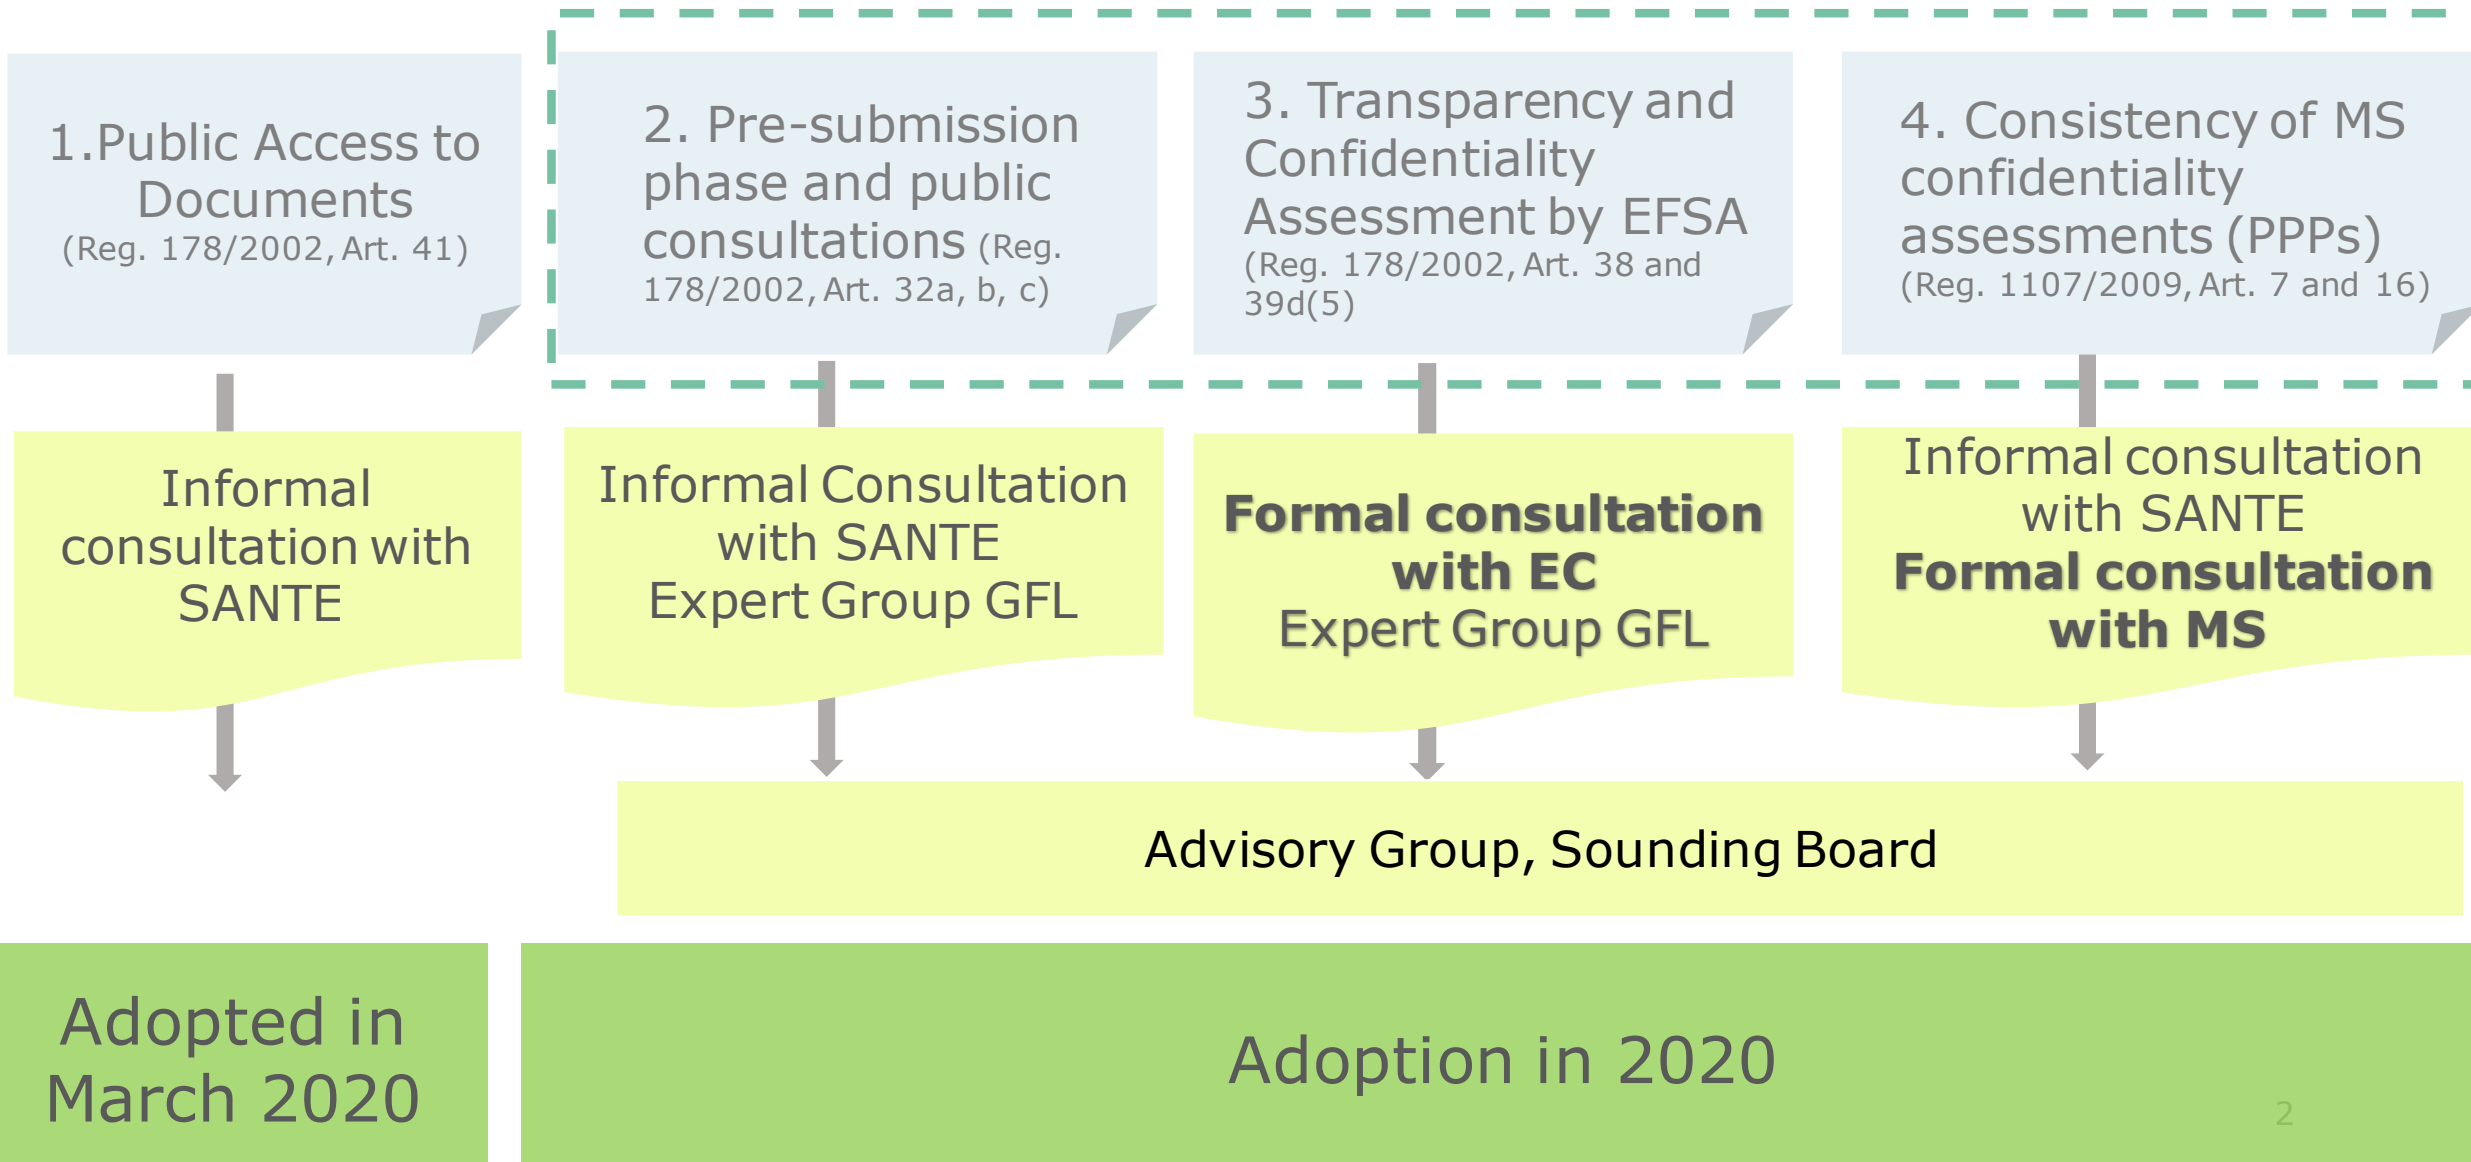 1.Public Access to
Documents
(Reg. 178/2002, Art. 41)
2. Pre-submission
phase and public
consultations (Reg.
178/2002, Art. 32a, b, c)
3. Transparency and
Confidentiality
Assessment by EFSA
(Reg. 178/2002, Art. 38 and
39d(5)
4. Consistency of MS
confidentiality
assessments (PPPs)
(Reg. 1107/2009, Art. 7 and 16)
Informal
consultation with
SANTE
Informal Consultation
with SANTE
Expert Group GFL
Formal consultation
with EC
Expert Group GFL
Informal consultation
with SANTE
Formal consultation
with MS
Advisory Group, Sounding Board
Adopted in
March 2020
Adoption in 2020
2